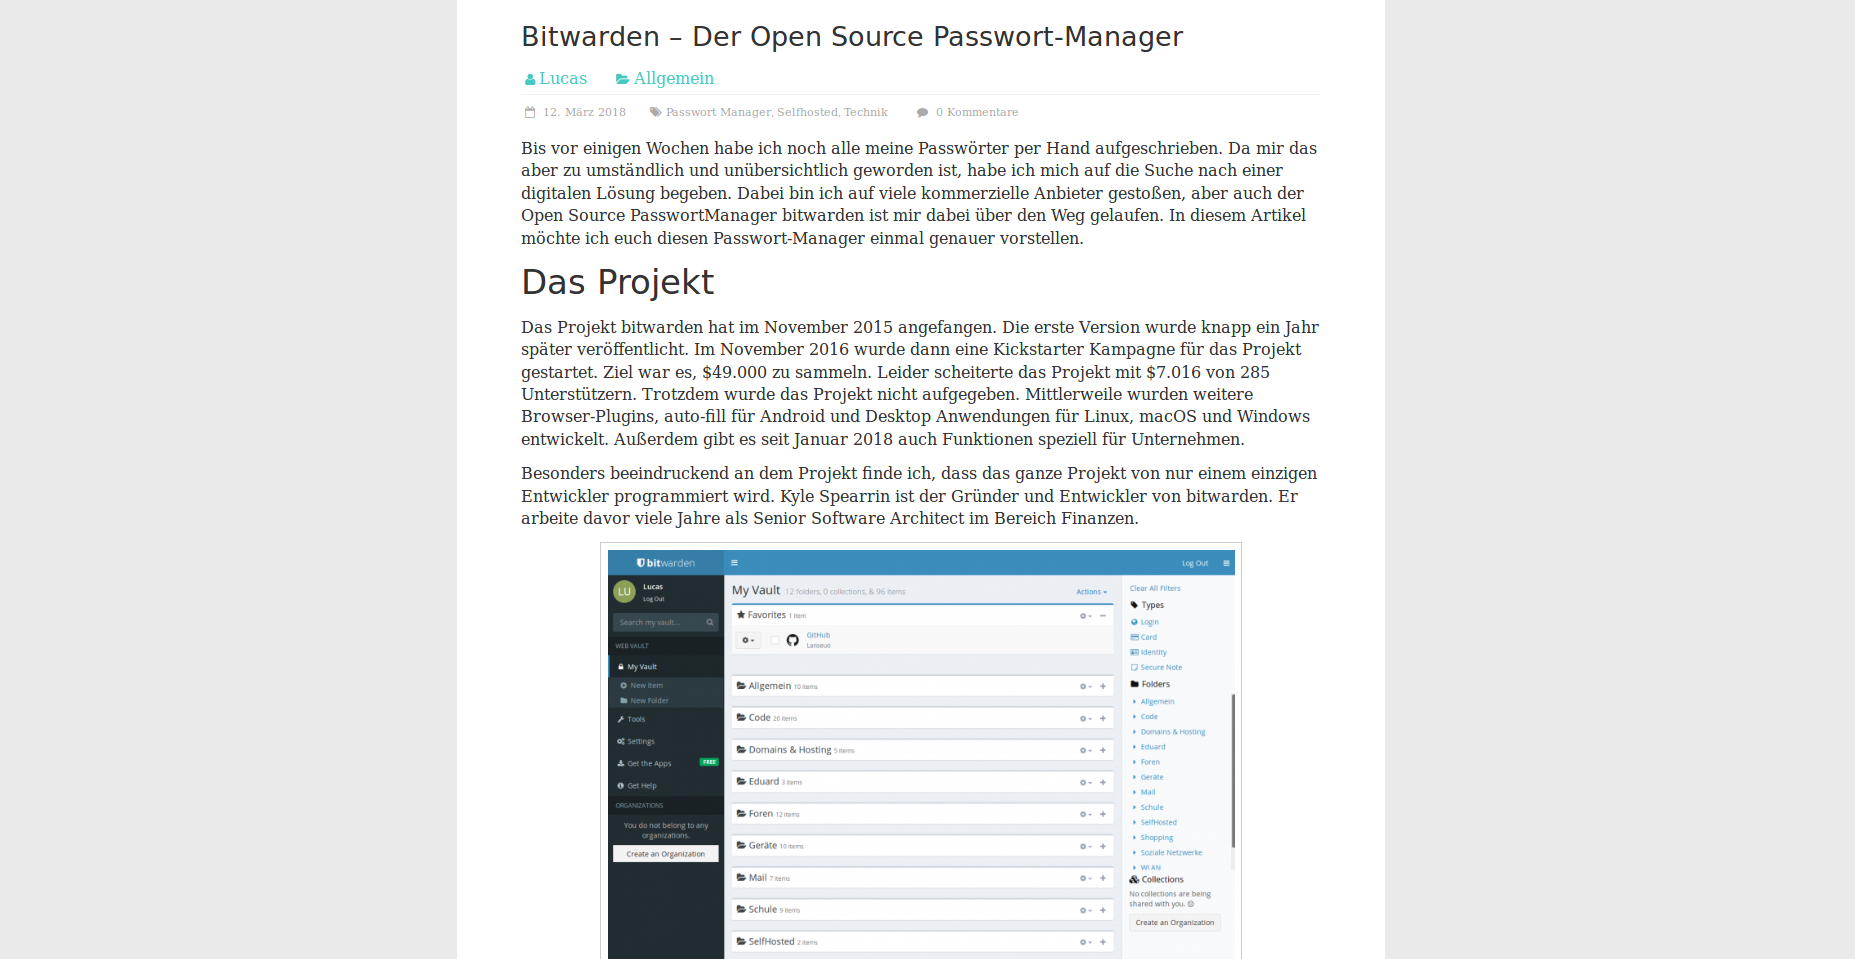 Bitwarden – Der Open Source Passwort-Manager
Lucas Allgemein
12. März 2018 Passwort Manager, Selfhosted, Technik 0 Kommentare
Bis vor einigen Wochen habe ich noch alle meine Passwörter per Hand aufgeschrieben. Da mir das
aber zu umständlich und unübersichtlich geworden ist, habe ich mich auf die Suche nach einer
digitalen Lösung begeben. Dabei bin ich auf viele kommerzielle Anbieter gestoßen, aber auch der
Open Source PasswortManager bitwarden ist mir dabei über den Weg gelaufen. In diesem Artikel
möchte ich euch diesen Passwort-Manager einmal genauer vorstellen.
Das Projekt
Das Projekt bitwarden hat im November 2015 angefangen. Die erste Version wurde knapp ein Jahr
später veröffentlicht. Im November 2016 wurde dann eine Kickstarter Kampagne für das Projekt
gestartet. Ziel war es, $49.000 zu sammeln. Leider scheiterte das Projekt mit $7.016 von 285
Unterstützern. Trotzdem wurde das Projekt nicht aufgegeben. Mittlerweile wurden weitere
Browser-Plugins, auto-fill für Android und Desktop Anwendungen für Linux, macOS und Windows
entwickelt. Außerdem gibt es seit Januar 2018 auch Funktionen speziell für Unternehmen.
Besonders beeindruckend an dem Projekt finde ich, dass das ganze Projekt von nur einem einzigen
Entwickler programmiert wird. Kyle Spearrin ist der Gründer und Entwickler von bitwarden. Er
arbeite davor viele Jahre als Senior Software Architect im Bereich Finanzen.
bitwarden
Log Out
LU
Lucas
Log Out
Search my vault...
WEB VAULT
My Vault
New Item
New Folder
Tools
Settings
Get the Apps FREE
Get Help
ORGANIZATIONS
You do not belong to any
organizations.
Create an Organization
My Vault 12 folders, 0 collections, & 96 items
Actions
Favorites 1 item
GitHub
Allgemein 10 items
Code 20 items
Domains & Hosting 5 items
Eduard 3 items
Foren 12 items
Geräte 10 items
Mail 7 items
Schule 9 items
SelfHosted 2 items
Clear All Filters
Types
Login
Card
Identity
Secure Note
Folders
Allgemein
Code
Domains & Hosting
Eduard
Foren
Geräte
Mail
Schule
SelfHosted
Shopping
Soziale Netzwerke
WLAN
Collections
No collections are being
shared with you.
Create an Organization